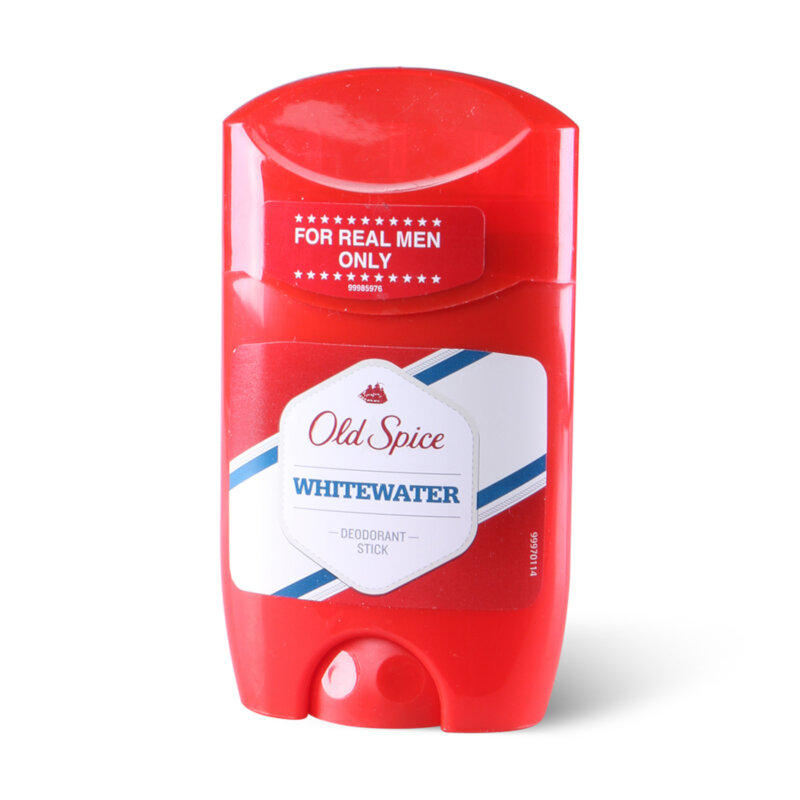 FOR REAL MEN
ONLY
99985976
Old Spice
WHITEWATER
DEODORANT
STICK
99970114